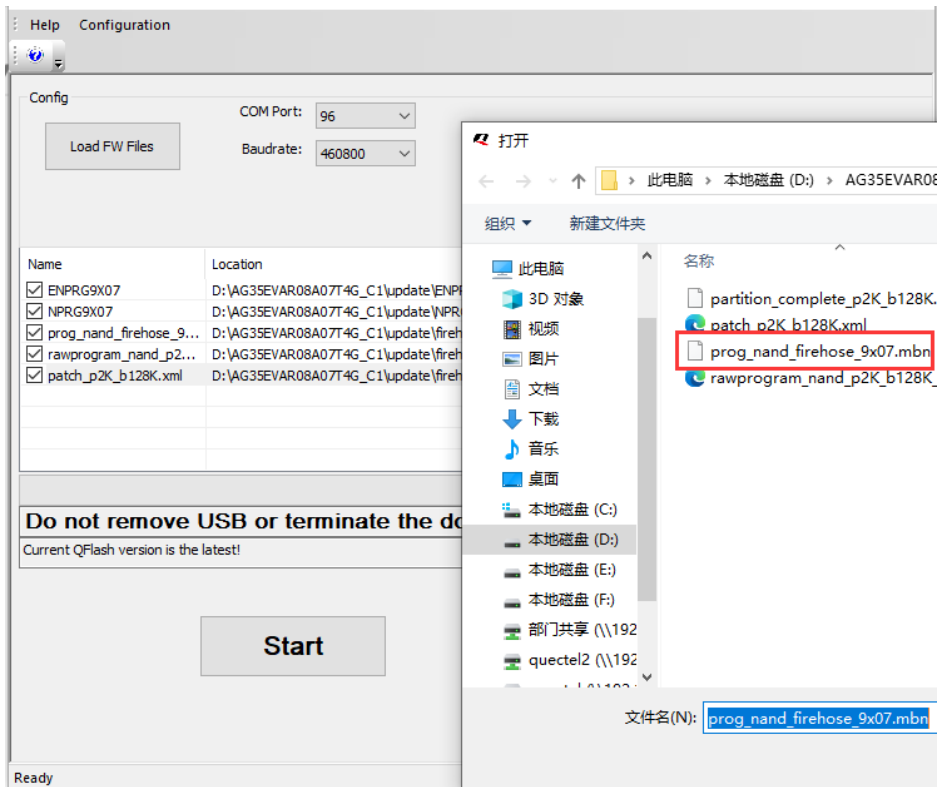 Help Configuration
Config
COM Port: 96
Load FW Files
Baudrate: 460800
Name Location
ENPRG9X07 D:\AG35EVAR08A07T4G_C1\update\ENP
NPRG9X07 D:\AG35EVAR08A07T4G_C1\update\NPR
prog_nand_firehose_9... D:\AG35EVAR08A07T4G_C1\update\fireh
rawprogram_nand_p2... D:\AG35EVAR08A07T4G_C1\update\fireh
patch_p2K_b128K.xml D:\AG35EVAR08A07T4G_C1\update\fireh
Do not remove USB or terminate the do
Current QFlash version is the latest!
Start
Ready
打开
此电脑 › 本地磁盘 (D:) › AG35EVAR08
组织 新建文件夹
此电脑
3D 对象
视频
图片
文档
下载
音乐
桌面
本地磁盘 (C:)
本地磁盘 (D:)
本地磁盘 (E:)
本地磁盘 (F:)
部门共享 (\\192
quectel2 (\\192
名称
partition_complete_p2K_b128K.
patch_p2K_b128K.xml
prog_nand_firehose_9x07.mbn
rawprogram_nand_p2K_b128K_
文件名(N): prog_nand_firehose_9x07.mbn